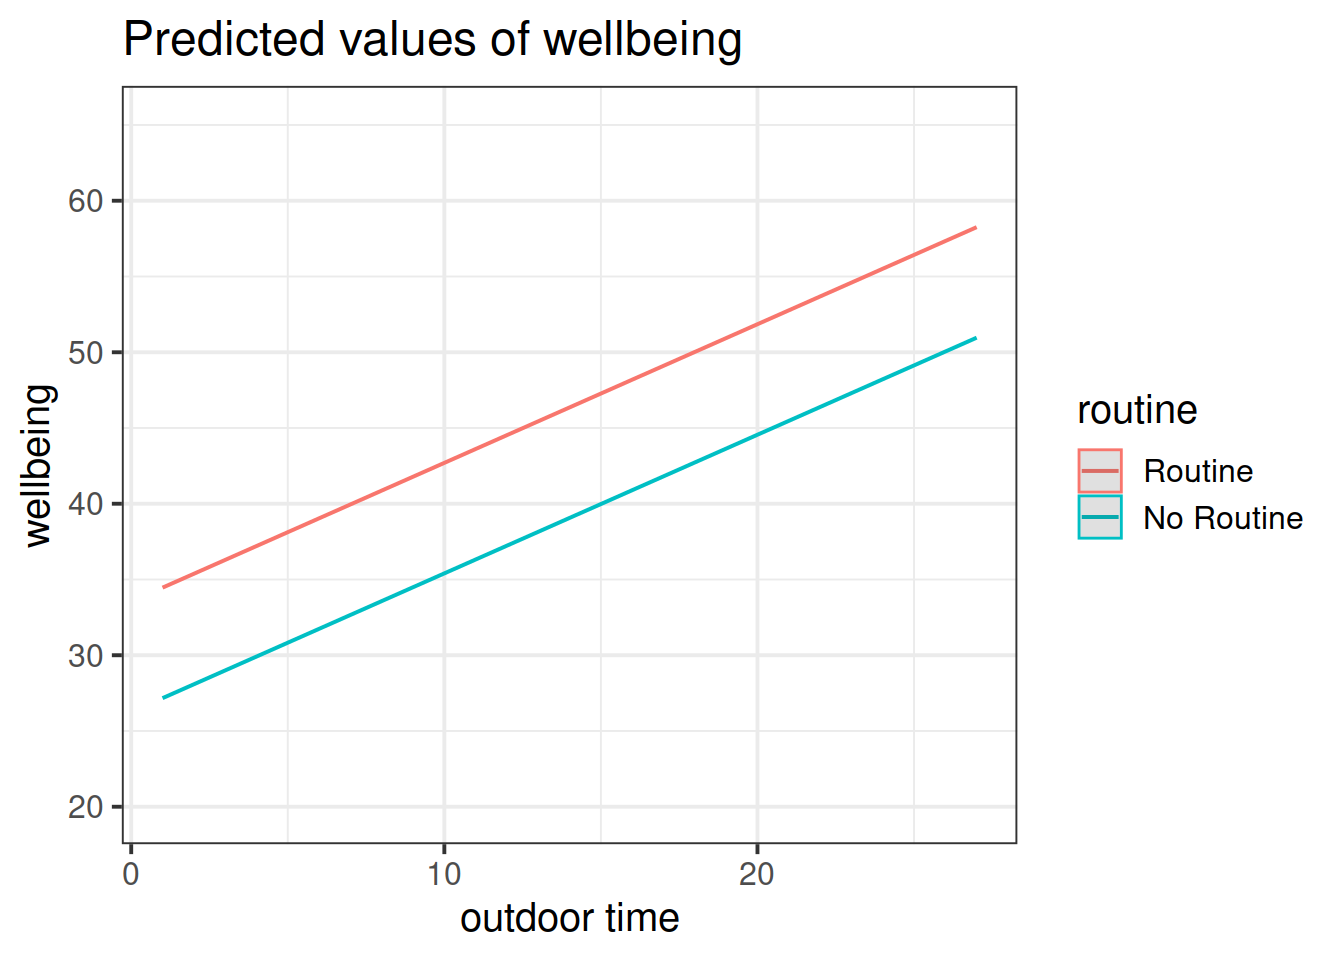 Predicted values of wellbeing
60
50
40
30
20
wellbeing
0 10 20
outdoor time
routine
Routine
No Routine